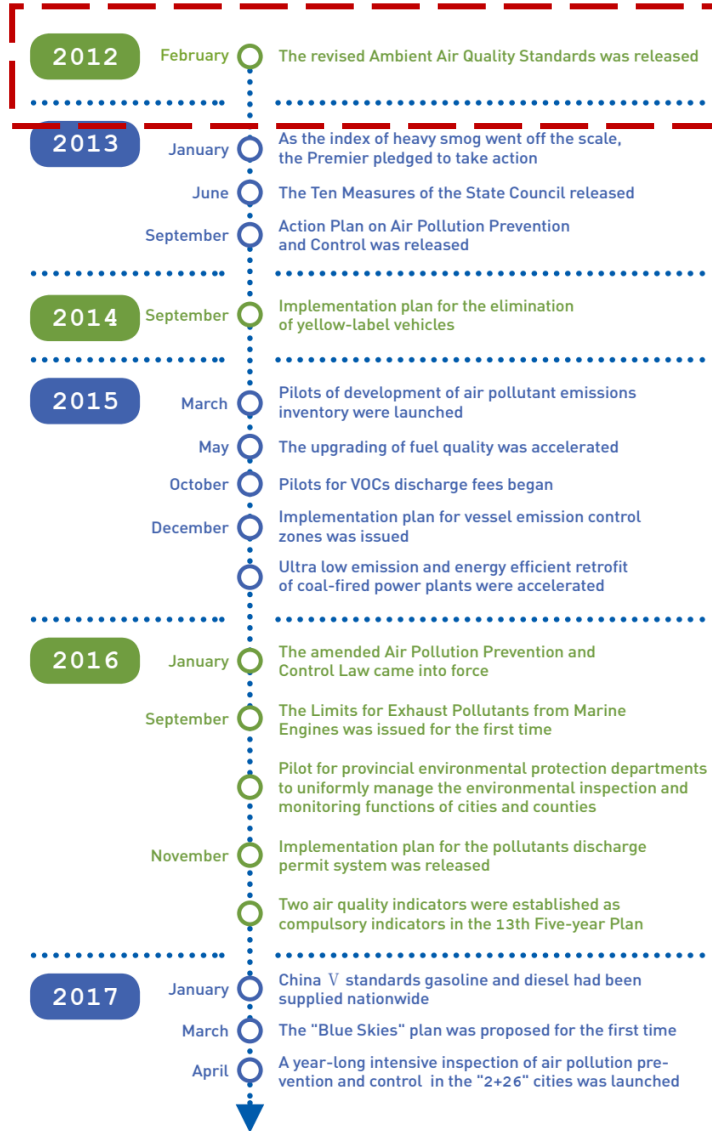 2012
February
The revised Ambient Air Quality Standards was released
2013
January
As the index of heavy smog went off the scale,
the Premier pledged to take action
June
The Ten Measures of the State Council released
September
Action Plan on Air Pollution Prevention
and Control was released
2014
September
Implementation plan for the elimination
of yellow-label vehicles
2015
March
Pilots of development of air pollutant emissions
inventory were launched
May
The upgrading of fuel quality was accelerated
October
Pilots for VOCs discharge fees began
December
Implementation plan for vessel emission control
zones was issued
Ultra low emission and energy efficient retrofit
of coal-fired power plants were accelerated
2016
January
The amended Air Pollution Prevention and
Control Law came into force
September
The Limits for Exhaust Pollutants from Marine
Engines was issued for the first time
Pilot for provincial environmental protection departments
to uniformly manage the environmental inspection and
monitoring functions of cities and counties
November
Implementation plan for the pollutants discharge
permit system was released
Two air quality indicators were established as
compulsory indicators in the 13th Five-year Plan
2017
January
China V standards gasoline and diesel had been
supplied nationwide
March
The "Blue Skies" plan was proposed for the first time
April
A year-long intensive inspection of air pollution pre-
vention and control in the "2+26" cities was launched